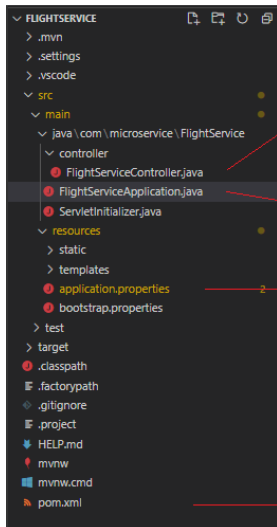 FLIGHTSERVICE
.mvn
.settings
.vscode
src
main
java\com\microservice\FlightService
controller
FlightServiceController.java
FlightServiceApplication.java
ServletInitializer.java
resources
static
templates
application.properties 2
bootstrap.properties
test
target
.classpath
.factorypath
.gitignore
.project
HELP.md
mvnw
mvnw.cmd
pom.xml